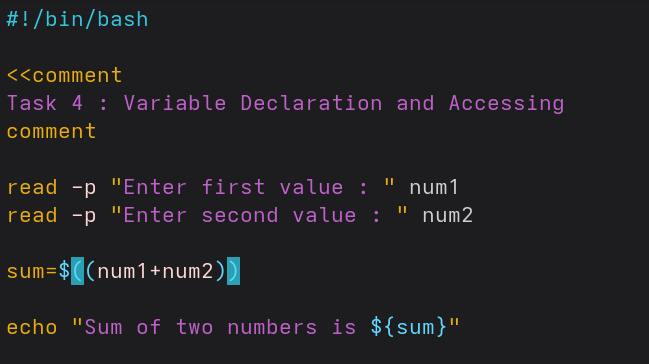 #!/bin/bash
<<comment
Task 4 : Variable Declaration and Accessing
comment
read -p "Enter first value : " num1
read -p "Enter second value : " num2
sum=$((num1+num2))
echo "Sum of two numbers is ${sum}"